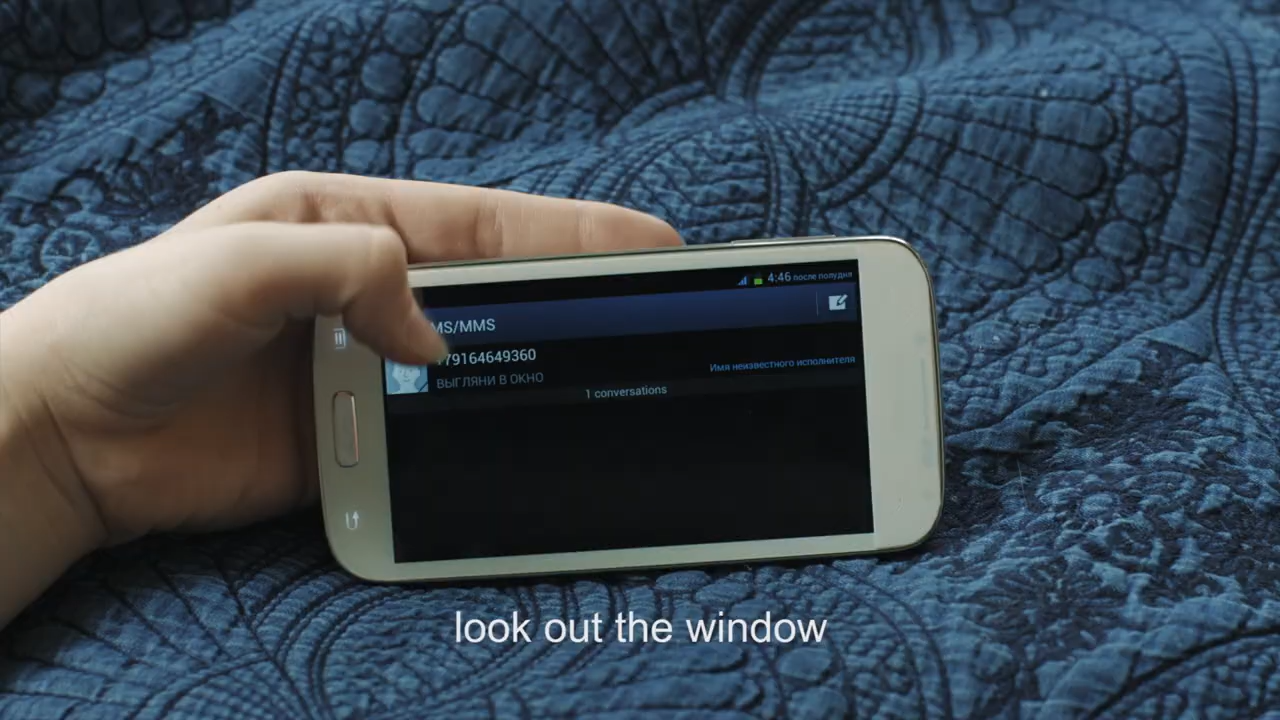 4:46 после полудня
MS/MMS
79164649360
ВЫГЛЯНИ В ОКНО
Имя неизвестного исполнителя
1 conversations
look out the window